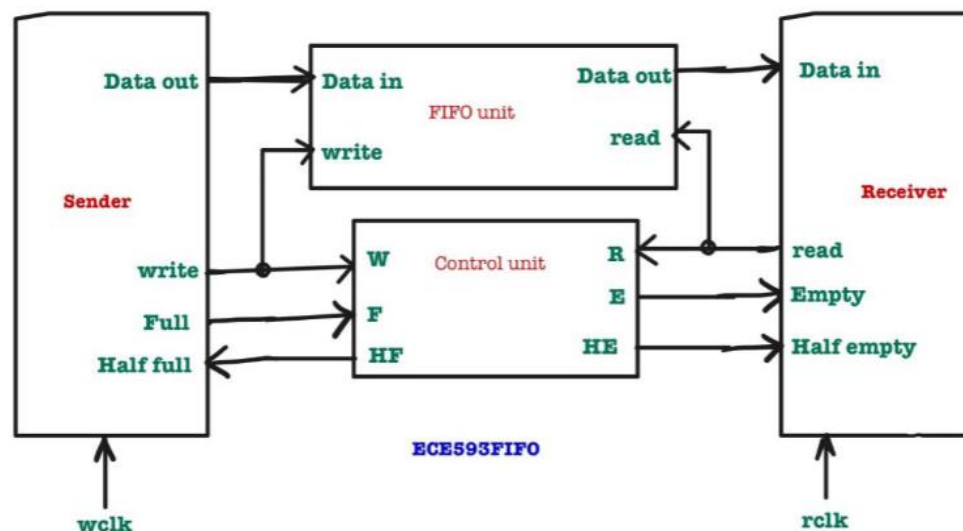 Data out
Data in
FIFO unit
Data out
Data in
write
read
Sender
Receiver
write
W
Control unit
R
read
Full
F
E
Empty
Half full
HF
HE
Half empty
ECE593FIFO
wclk
rclk